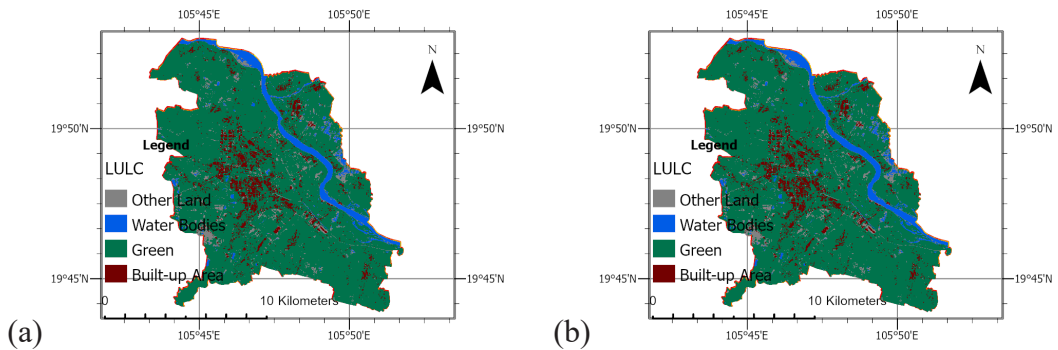 105°45'E 105°50'E
N
19°50'N 19°50'N
Legend
LULC
Other Land
Water Bodies
Green
Built-up Area
19°45'N 19°45'N
0 10 Kilometers
105°45'E 105°50'E
(a)
105°45'E 105°50'E
N
19°50'N 19°50'N
Legend
LULC
Other Land
Water Bodies
Green
Built-up Area
19°45'N 19°45'N
0 10 Kilometers
105°45'E 105°50'E
(b)